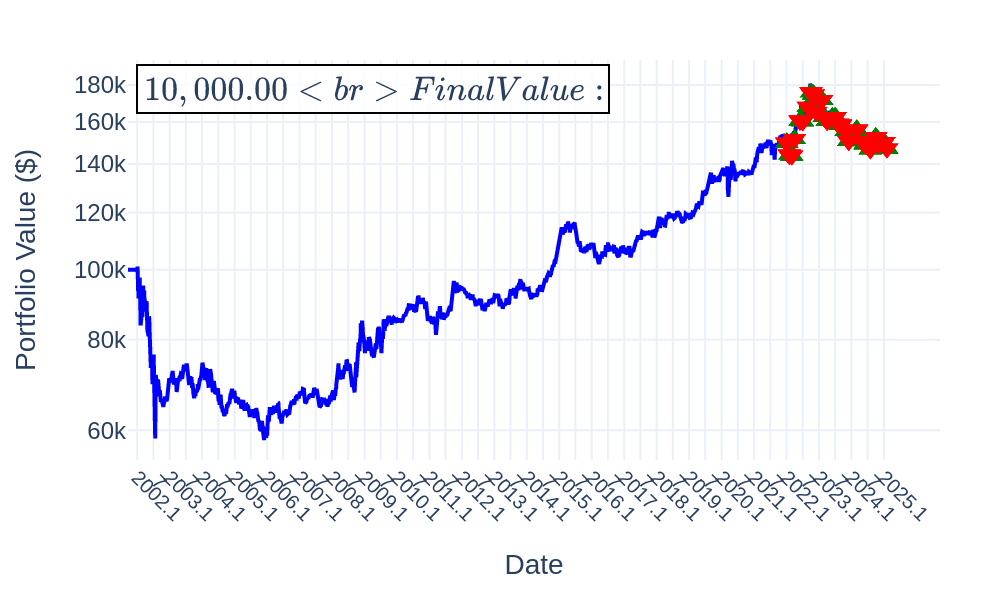 180k
160k
140k
120k
100k
80k
60k
Portfolio Value ($)
10,000.00 < br > FinalValue :
2002.1
2003.1
2004.1
2005.1
2006.1
2007.1
2008.1
2009.1
2010.1
2011.1
2012.1
2013.1
2014.1
2015.1
2016.1
2017.1
2018.1
2019.1
2020.1
2021.1
2022.1
2023.1
2024.1
2025.1
Date